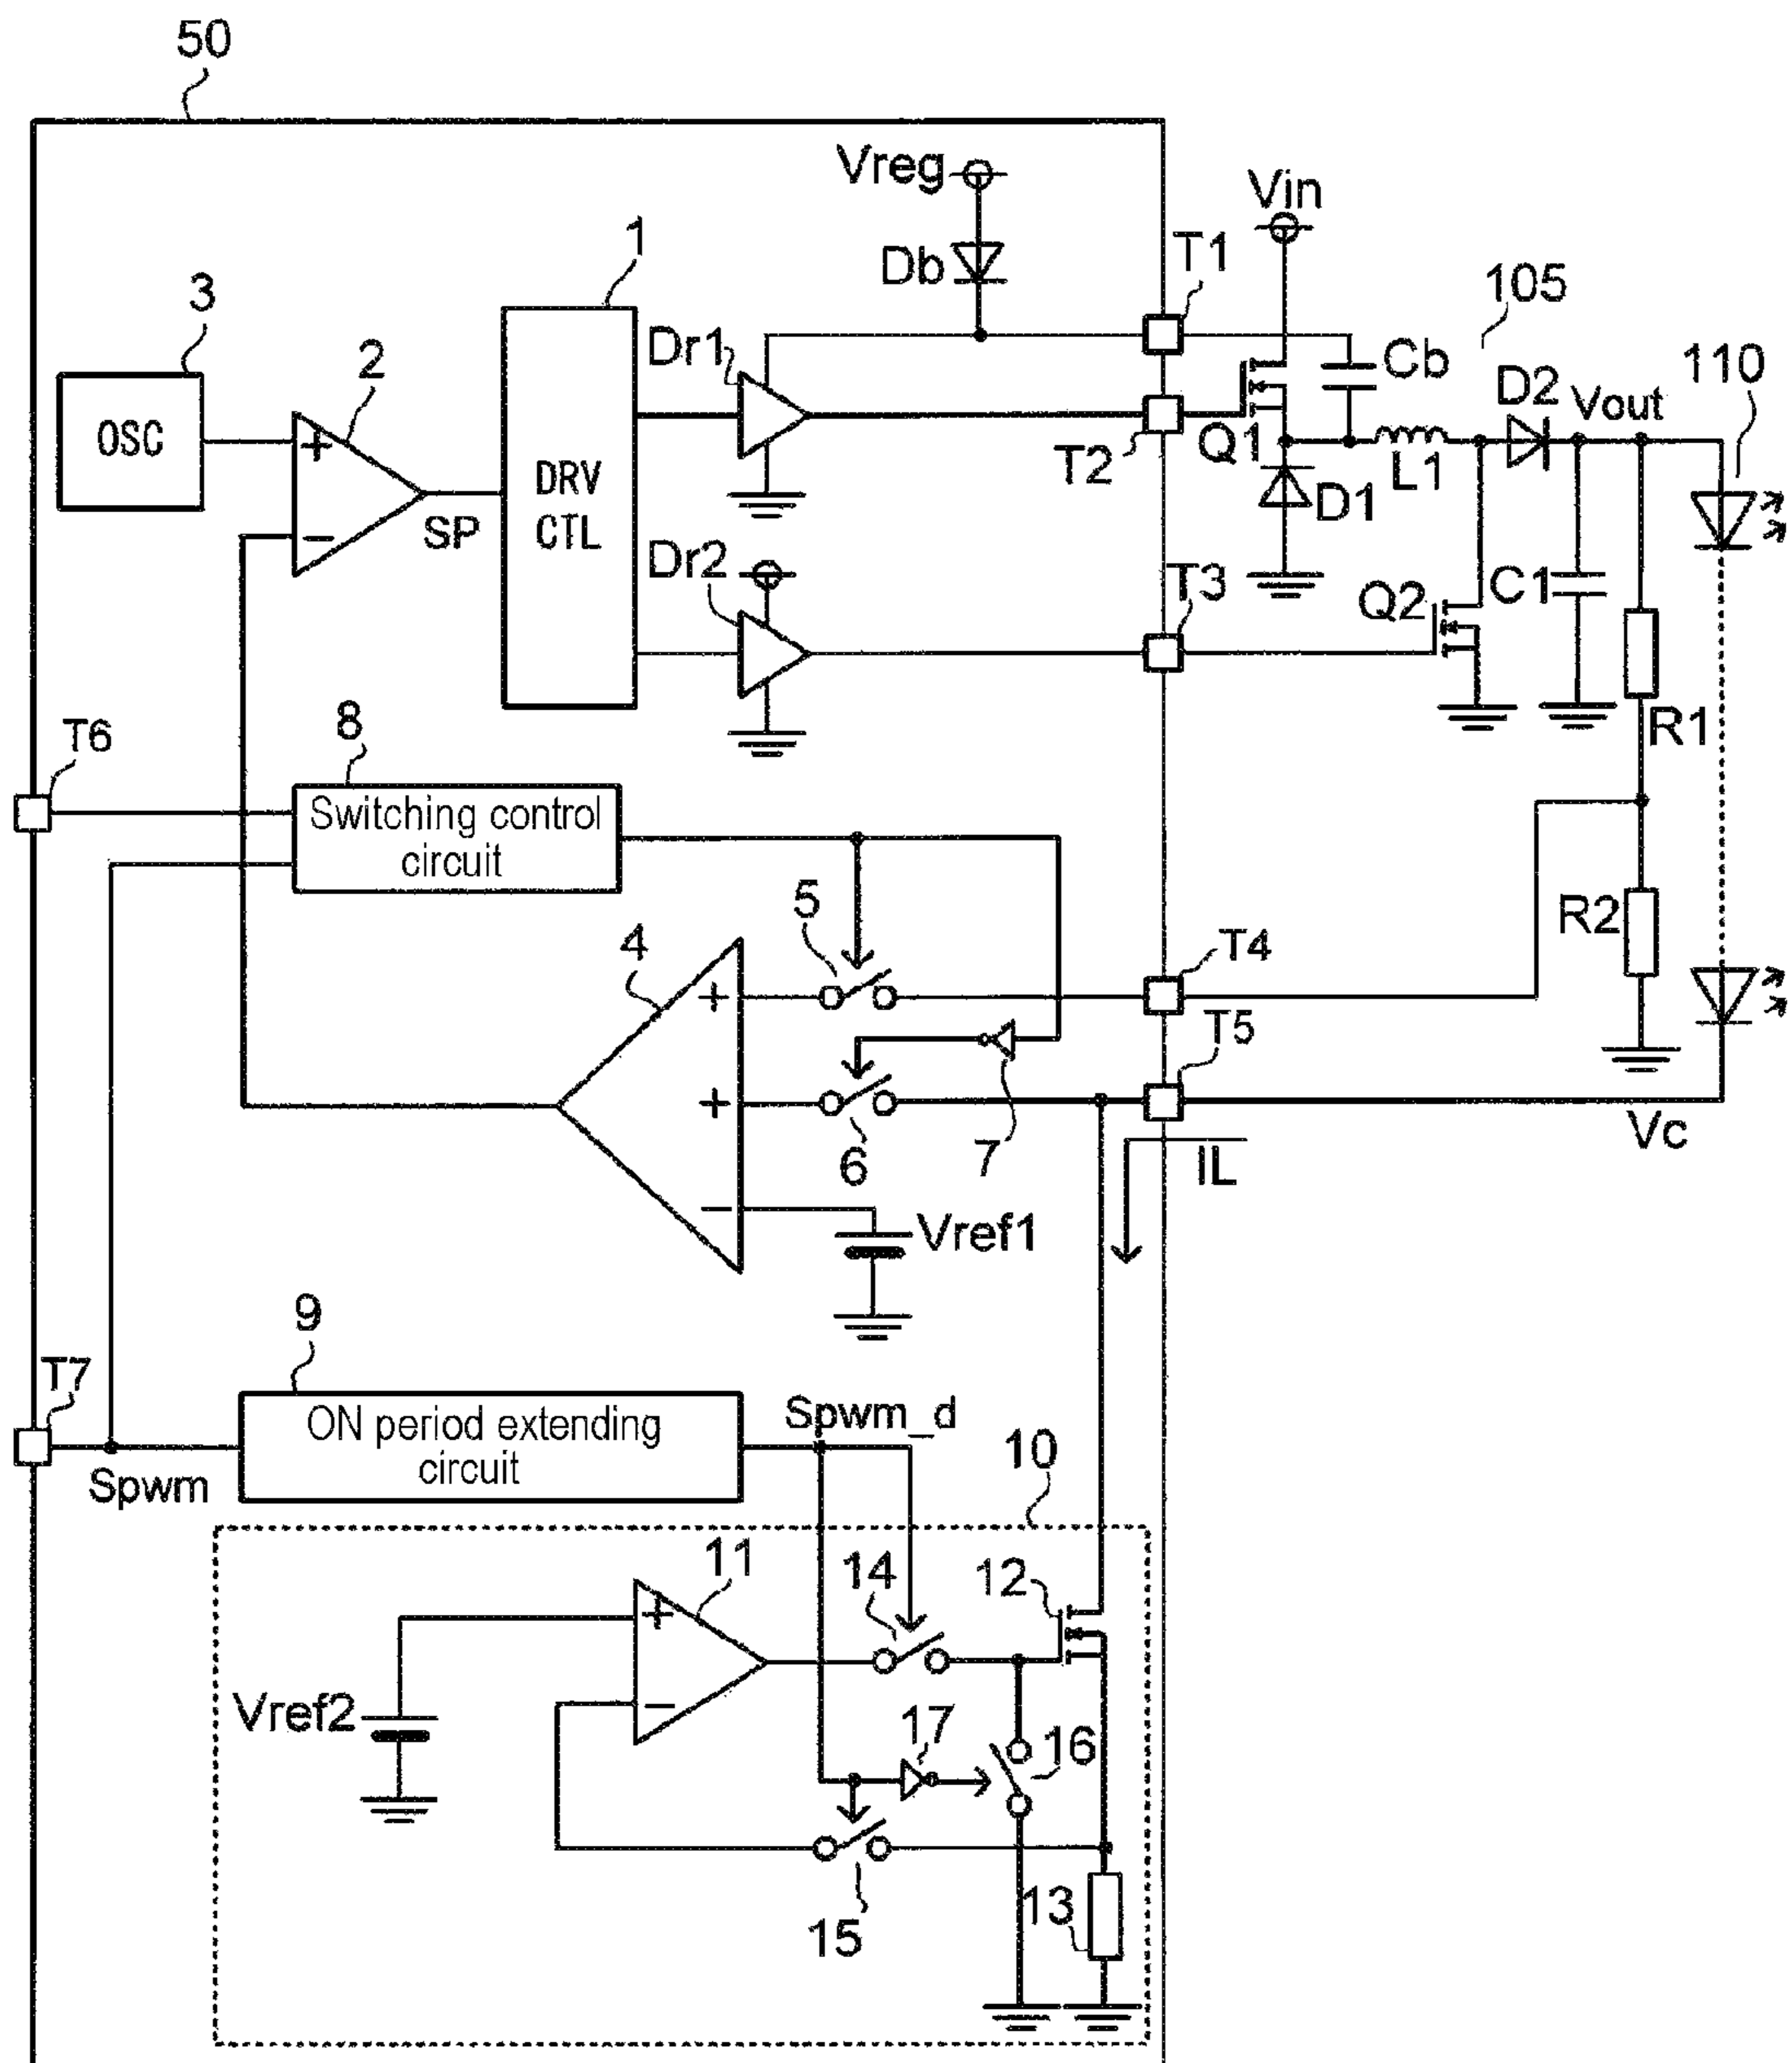 50
Vreg
Vin
1
Db
T1
105
3
2
Dr1
Cb
110
D2
Vout
OSC
+
DRV
CTL
T2
Q1
L1
D1
SP
−
Dr2
T3
Q2
C1
R1
T6
8
Switching control
circuit
5
R2
4
T4
+
T5
+
7
6
Vc
IL
−
Vref1
9
T7
ON period extending
circuit
Spwm_d
10
Spwm
11
14
12
+
Vref2
−
17
16
13
15